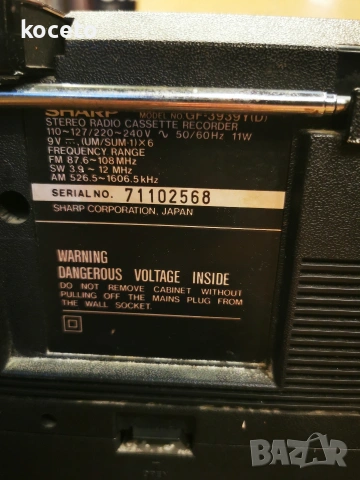 koceto
SHARP MODEL NO. GF-3939Y(D)
STEREO RADIO CASSETTE RECORDER
110~127/220~240V ∿ 50/60Hz 11W
9V ⎓, (UM/SUM-1)×6
FREQUENCY RANGE
FM 87.6~108 MHz
SW 3.9 ~ 12 MHz
AM 526.5~1606.5 kHz
SERIAL NO. 71102568
SHARP CORPORATION, JAPAN
WARNING
DANGEROUS VOLTAGE INSIDE
DO NOT REMOVE CABINET WITHOUT
PULLING OFF THE MAINS PLUG FROM
THE WALL SOCKET.
BAZAR